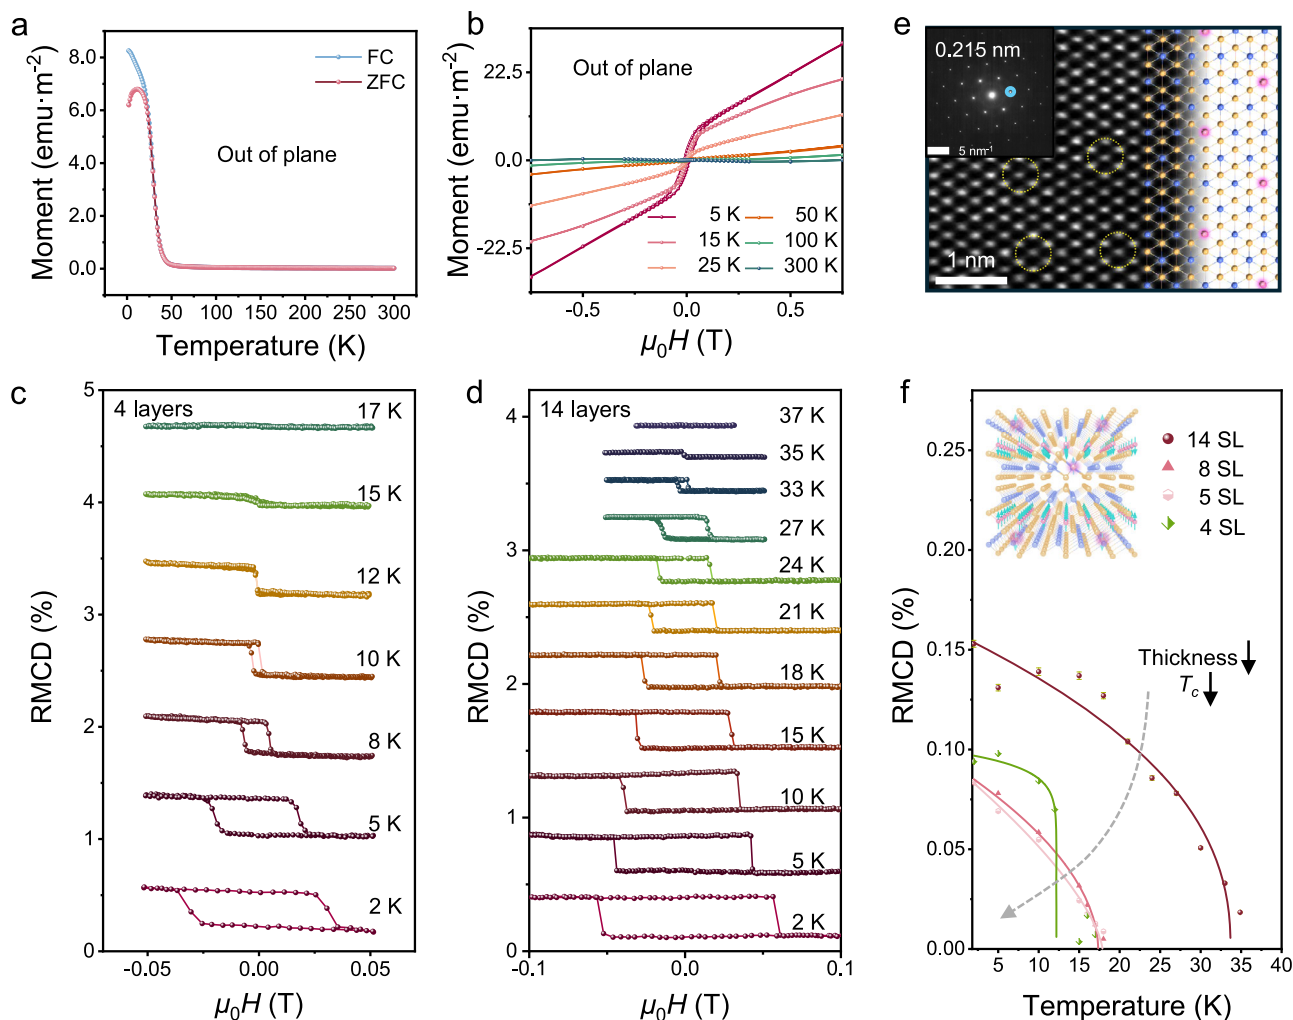 a
8.0
6.0
4.0
2.0
0.0
Moment (emu·m⁻²)
FC
ZFC
Out of plane
0 50 100 150 200 250 300
Temperature (K)
b
22.5
0.0
-22.5
Moment (emu·m⁻²)
Out of plane
5 K 50 K
15 K 100 K
25 K 300 K
-0.5 0.0 0.5
μ₀H (T)
e
0.215 nm
5 nm⁻¹
1 nm
c
5
4
3
2
1
0
RMCD (%)
4 layers
17 K
15 K
12 K
10 K
8 K
5 K
2 K
-0.05 0.00 0.05
μ₀H (T)
d
4
3
2
1
0
RMCD (%)
14 layers
37 K
35 K
33 K
27 K
24 K
21 K
18 K
15 K
10 K
5 K
2 K
-0.1 0.0 0.1
μ₀H (T)
f
0.25
0.20
0.15
0.10
0.05
0.00
RMCD (%)
14 SL
8 SL
5 SL
4 SL
Thickness ↓
Tc ↓
5 10 15 20 25 30 35 40
Temperature (K)